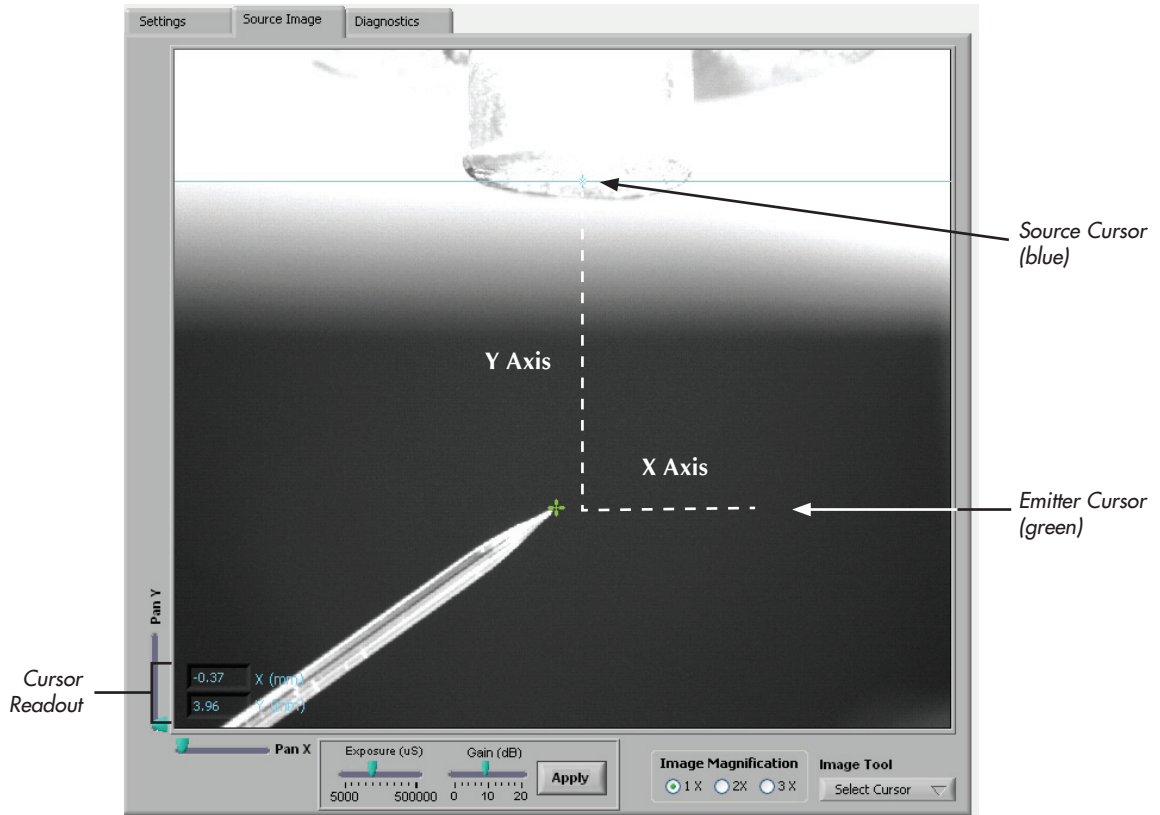 Settings
Source Image
Diagnostics
Source Cursor
(blue)
Y Axis
X Axis
Emitter Cursor
(green)
Pan Y
Cursor
Readout
-0.37 X (mm)
3.96 Y (mm)
Pan X
Exposure (uS)
5000 500000
Gain (dB)
0 10 20
Apply
Image Magnification
1 X 2X 3 X
Image Tool
Select Cursor